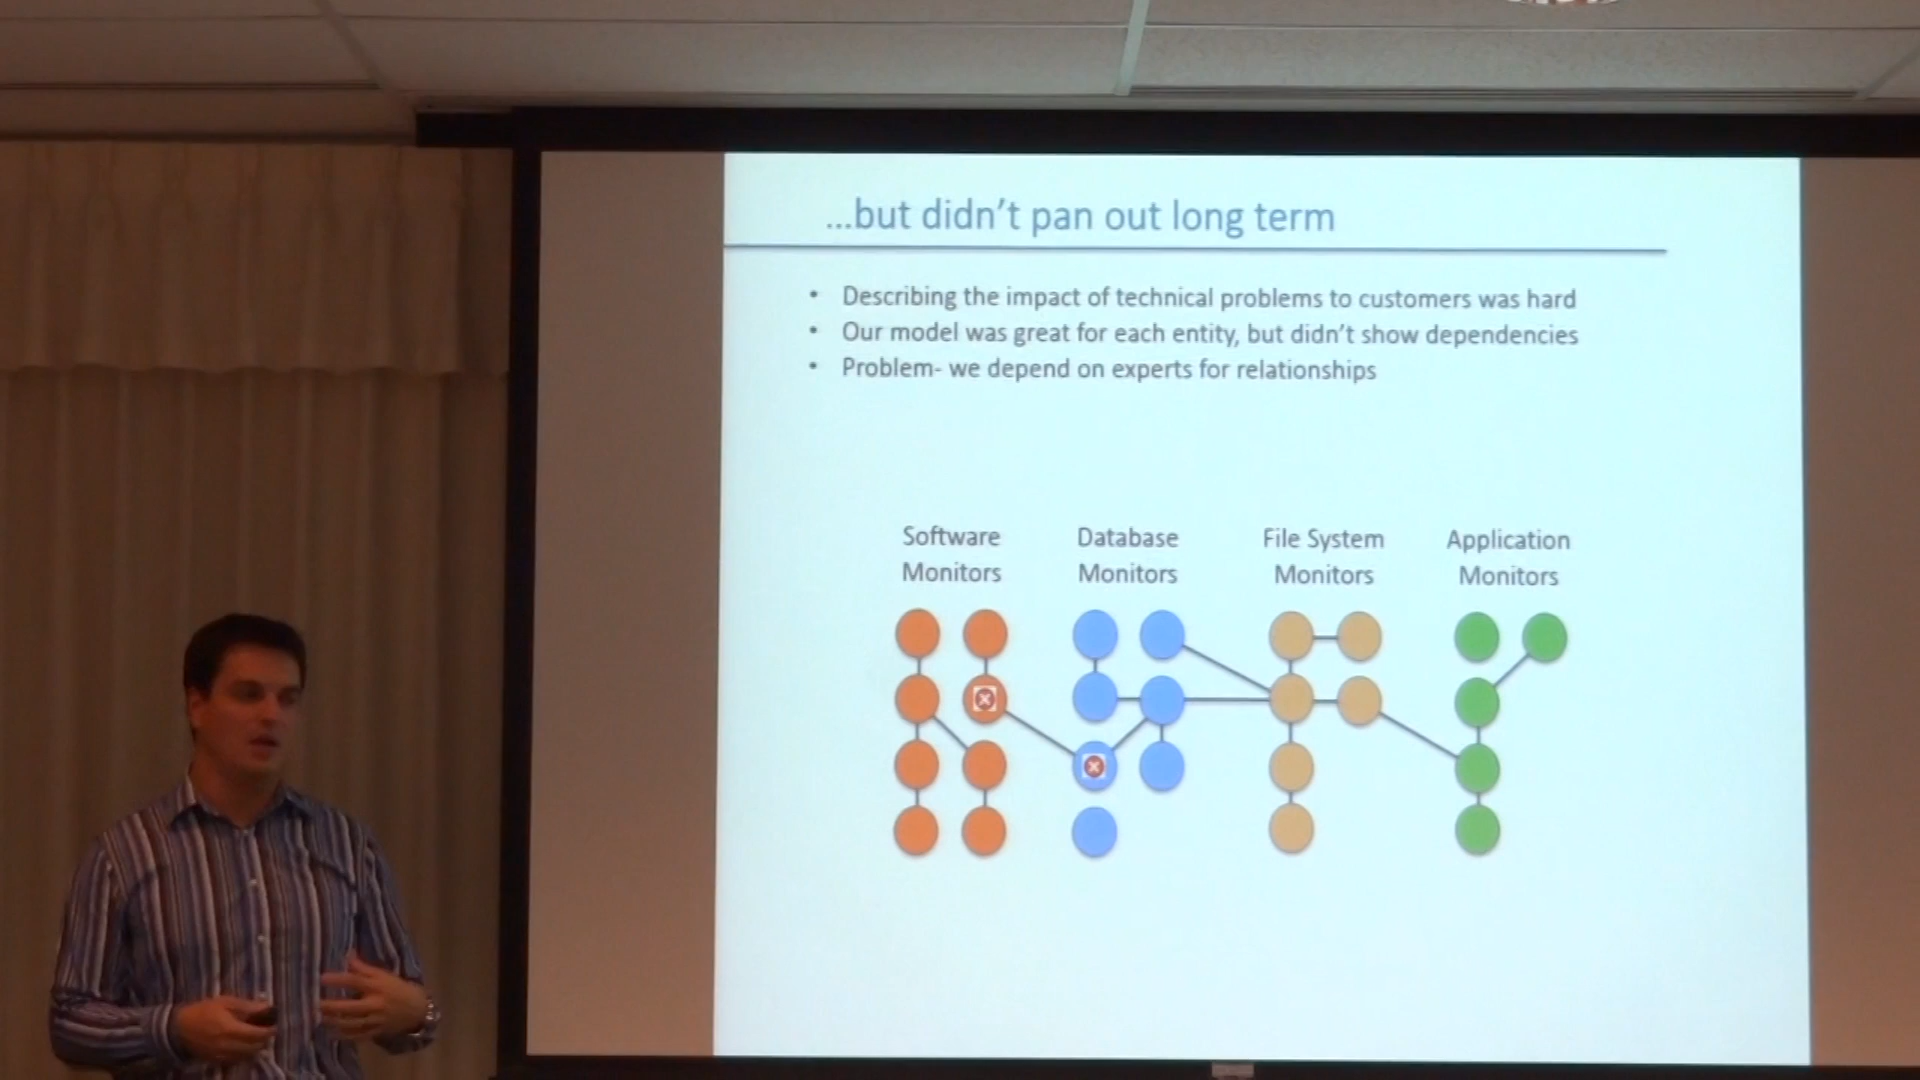 ...but didn't pan out long term
• Describing the impact of technical problems to customers was hard
• Our model was great for each entity, but didn't show dependencies
• Problem- we depend on experts for relationships
Software Monitors
Database Monitors
File System Monitors
Application Monitors